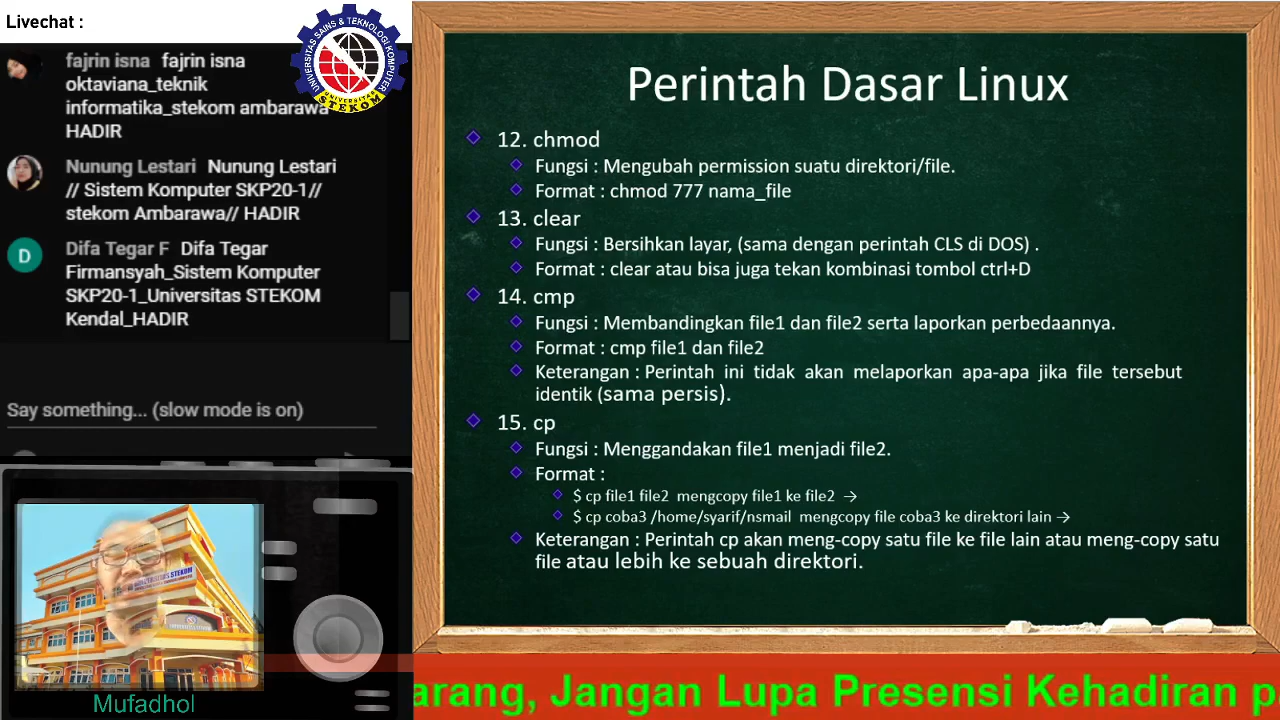 Livechat :
fajrin isna fajrin isna
oktaviana_teknik
informatika_stekom ambarawa
HADIR
Nunung Lestari Nunung Lestari
// Sistem Komputer SKP20-1//
stekom Ambarawa// HADIR
D
Difa Tegar F Difa Tegar
Firmansyah_Sistem Komputer
SKP20-1_Universitas STEKOM
Kendal_HADIR
Say something... (slow mode is on)
UNIVERSITAS SAINS & TEKNOLOGI KOMPUTER
UNIVERSITAS
STEKOM
Perintah Dasar Linux
12. chmod
Fungsi : Mengubah permission suatu direktori/file.
Format : chmod 777 nama_file
13. clear
Fungsi : Bersihkan layar, (sama dengan perintah CLS di DOS) .
Format : clear atau bisa juga tekan kombinasi tombol ctrl+D
14. cmp
Fungsi : Membandingkan file1 dan file2 serta laporkan perbedaannya.
Format : cmp file1 dan file2
Keterangan : Perintah ini tidak akan melaporkan apa-apa jika file tersebut
identik (sama persis).
15. cp
Fungsi : Menggandakan file1 menjadi file2.
Format :
$ cp file1 file2 mengcopy file1 ke file2 →
$ cp coba3 /home/syarif/nsmail mengcopy file coba3 ke direktori lain →
Keterangan : Perintah cp akan meng-copy satu file ke file lain atau meng-copy satu
file atau lebih ke sebuah direktori.
STEKOM
Mufadhol
arang, Jangan Lupa Presensi Kehadiran p